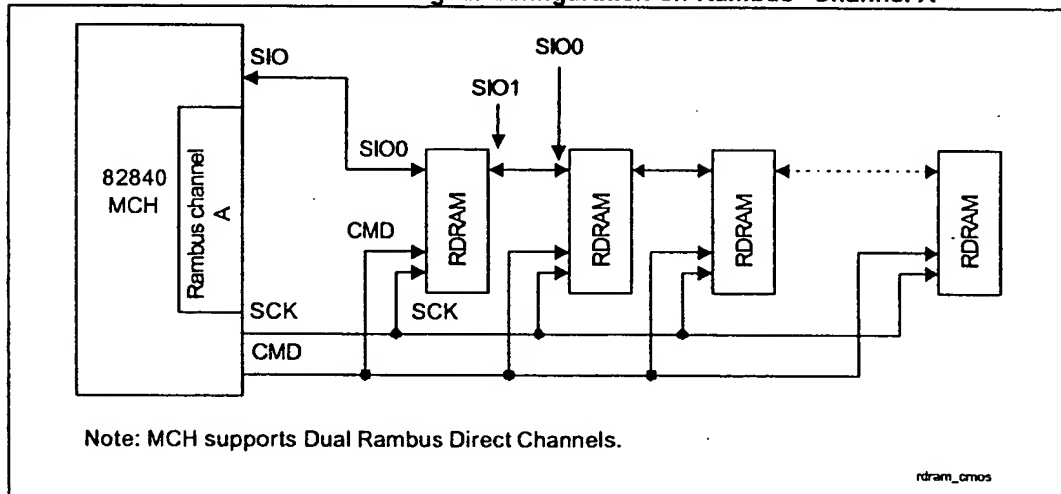 Configuration on Rambus Channel A
SIO
SIO0
SIO1
SIO0
82840
MCH
Rambus channel
A
RDRAM
RDRAM
RDRAM
RDRAM
CMD
SCK
SCK
CMD
Note: MCH supports Dual Rambus Direct Channels.
rdram_cmos